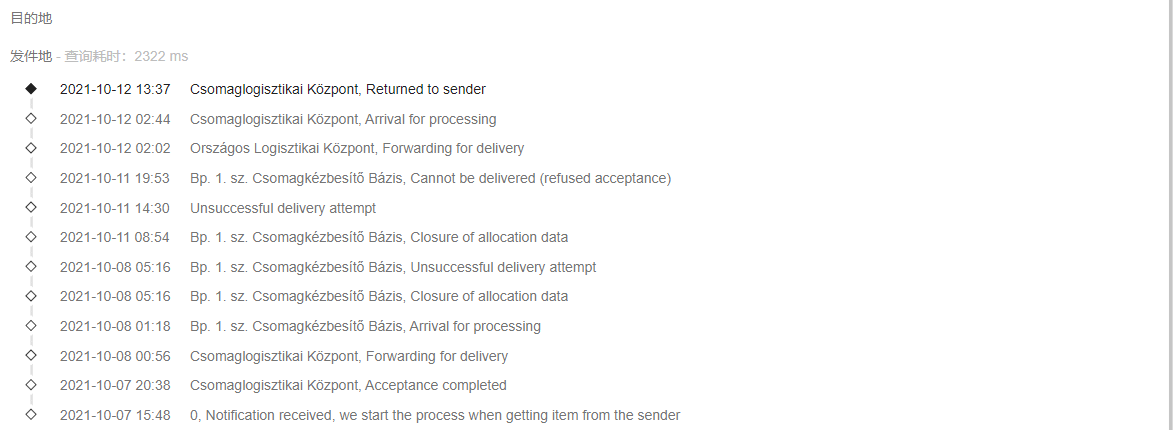 目的地
发件地 - 查询耗时：2322 ms
2021-10-12 13:37 Csomaglogisztikai Központ, Returned to sender
2021-10-12 02:44 Csomaglogisztikai Központ, Arrival for processing
2021-10-12 02:02 Országos Logisztikai Központ, Forwarding for delivery
2021-10-11 19:53 Bp. 1. sz. Csomagkézbesítő Bázis, Cannot be delivered (refused acceptance)
2021-10-11 14:30 Unsuccessful delivery attempt
2021-10-11 08:54 Bp. 1. sz. Csomagkézbesítő Bázis, Closure of allocation data
2021-10-08 05:16 Bp. 1. sz. Csomagkézbesítő Bázis, Unsuccessful delivery attempt
2021-10-08 05:16 Bp. 1. sz. Csomagkézbesítő Bázis, Closure of allocation data
2021-10-08 01:18 Bp. 1. sz. Csomagkézbesítő Bázis, Arrival for processing
2021-10-08 00:56 Csomaglogisztikai Központ, Forwarding for delivery
2021-10-07 20:38 Csomaglogisztikai Központ, Acceptance completed
2021-10-07 15:48 0, Notification received, we start the process when getting item from the sender